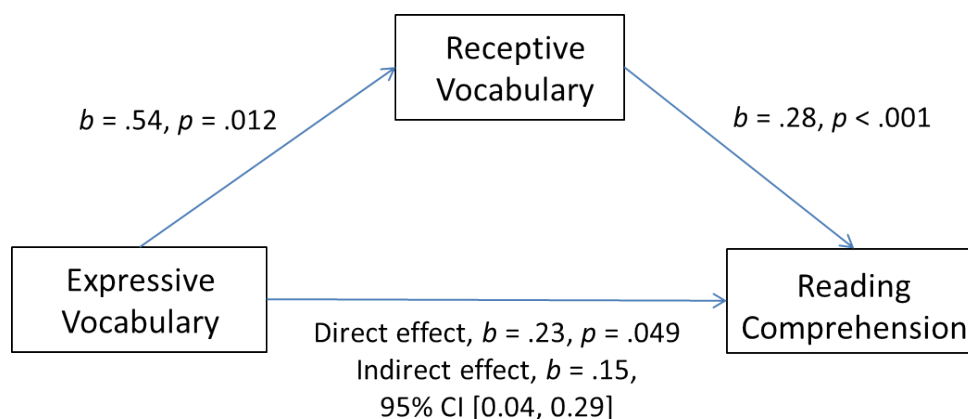 Receptive
Vocabulary
b = .54, p = .012
b = .28, p < .001
Expressive
Vocabulary
Reading
Comprehension
Direct effect, b = .23, p = .049
Indirect effect, b = .15,
95% CI [0.04, 0.29]